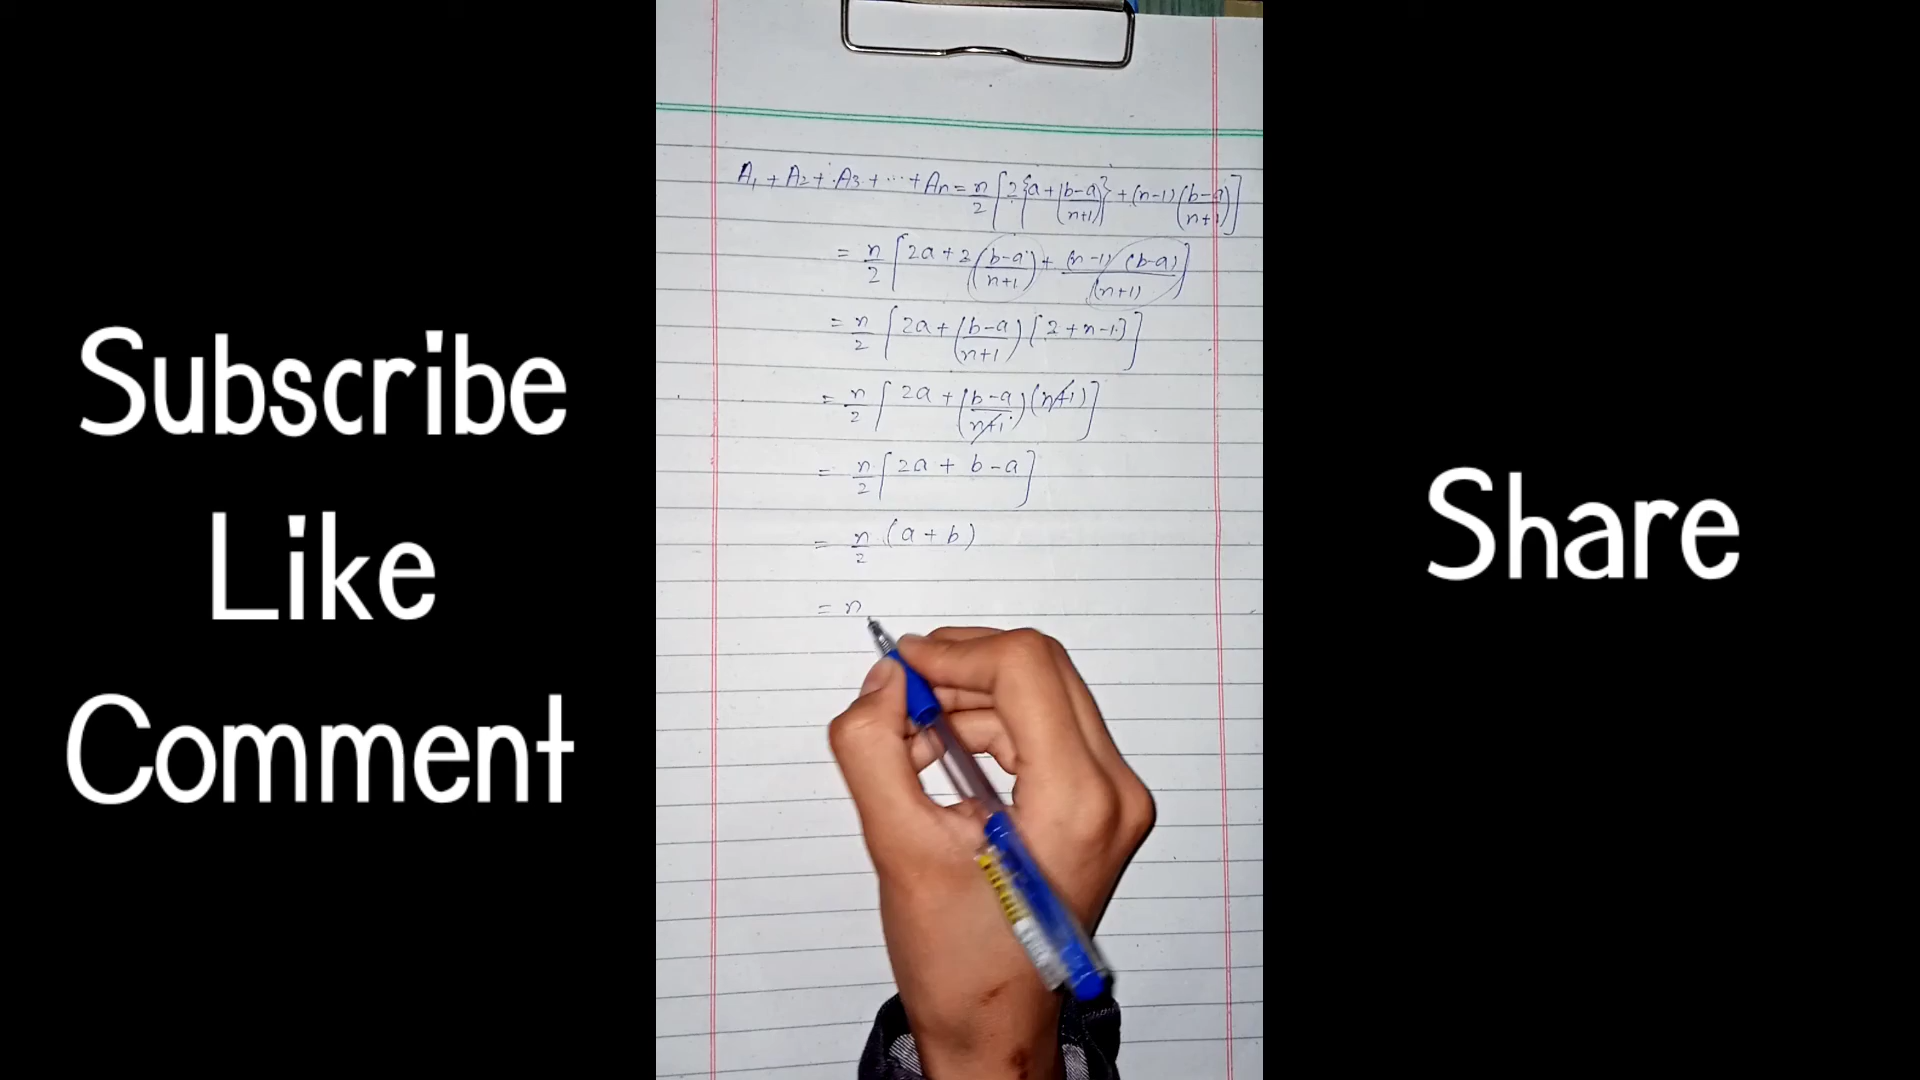 Subscribe
Like
Comment
A₁ + A₂ + A₃ + ... + An = n/2 [2{a + (b-a)/(n+1)} + (n-1) (b-a)/(n+1)]
= n/2 [2a + 2 (b-a)/(n+1) + (n-1) (b-a)/(n+1)]
= n/2 [2a + (b-a)/(n+1) [2 + n - 1]]
= n/2 [2a + (b-a)/(n+1) (n+1)]
= n/2 [2a + b - a]
= n/2 (a + b)
= n
Share